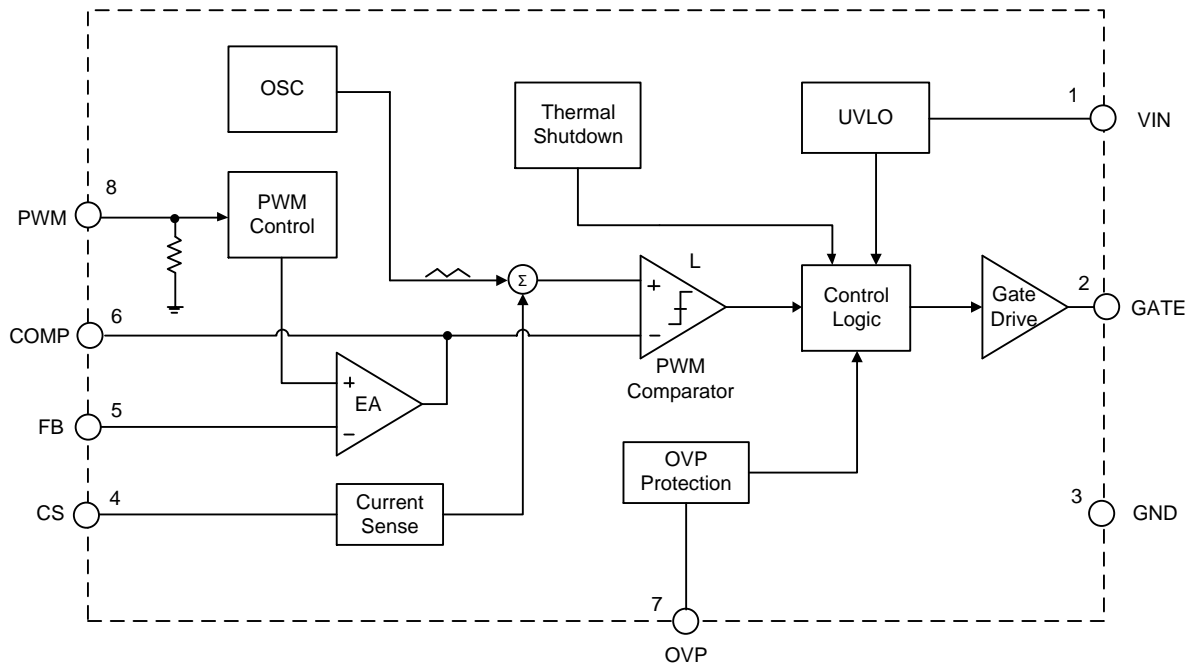 OSC
Thermal
Shutdown
UVLO
1
VIN
8
PWM
PWM
Control
Σ
L
+
−
PWM
Comparator
Control
Logic
Gate
Drive
2
GATE
6
COMP
+
EA
−
5
FB
OVP
Protection
4
CS
Current
Sense
3
GND
7
OVP